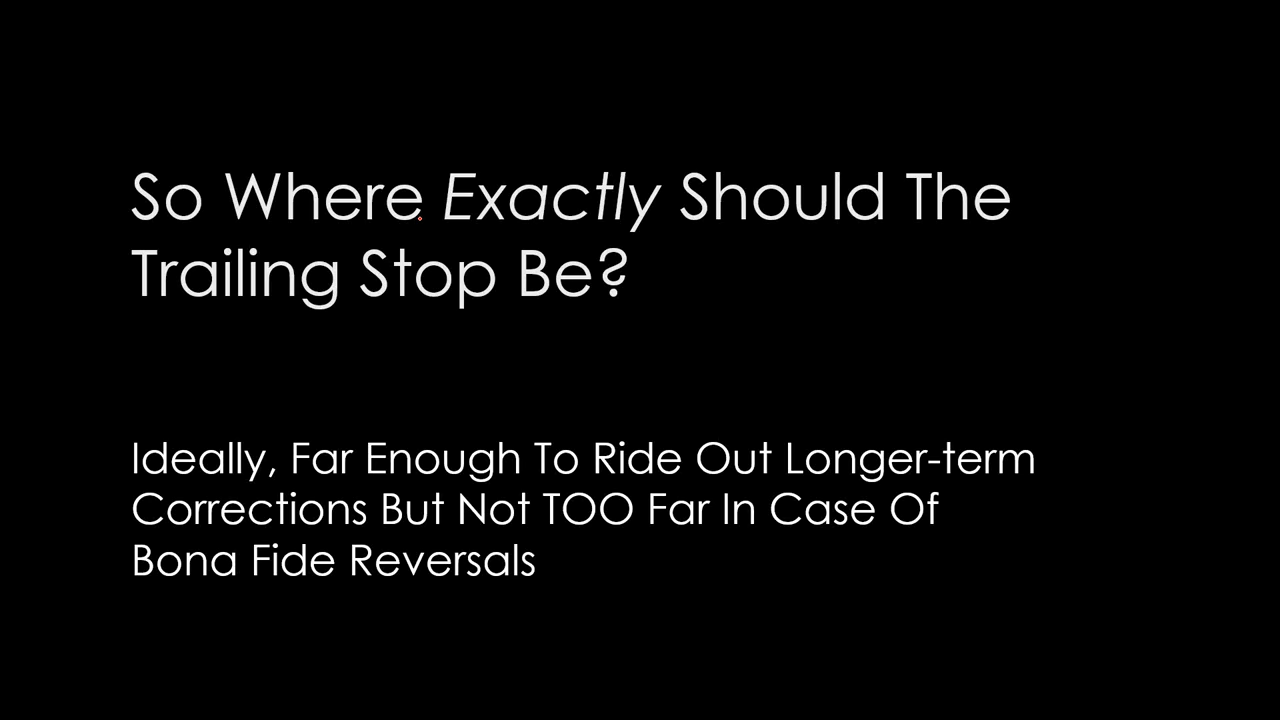 So Where Exactly Should The
Trailing Stop Be?
Ideally, Far Enough To Ride Out Longer-term
Corrections But Not TOO Far In Case Of
Bona Fide Reversals